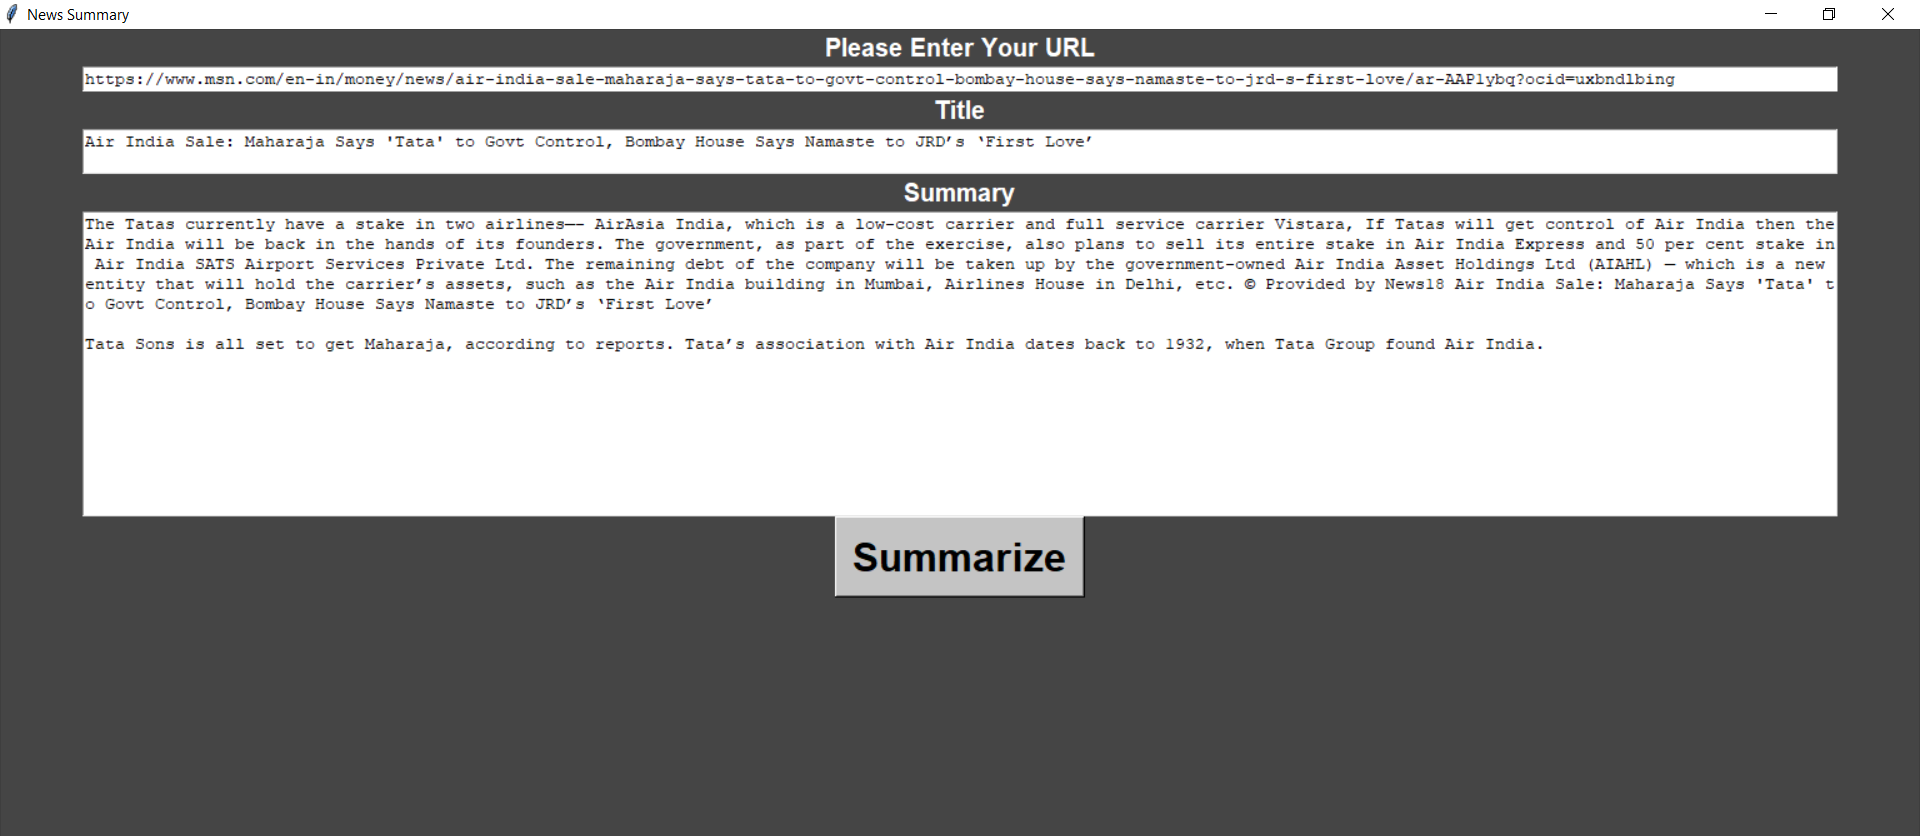 News Summary
Please Enter Your URL
https://www.msn.com/en-in/money/news/air-india-sale-maharaja-says-tata-to-govt-control-bombay-house-says-namaste-to-jrd-s-first-love/ar-AAP1ybq?ocid=uxbndlbing
Title
Air India Sale: Maharaja Says 'Tata' to Govt Control, Bombay House Says Namaste to JRD’s ‘First Love’
Summary
The Tatas currently have a stake in two airlines—— AirAsia India, which is a low-cost carrier and full service carrier Vistara, If Tatas will get control of Air India then the
Air India will be back in the hands of its founders. The government, as part of the exercise, also plans to sell its entire stake in Air India Express and 50 per cent stake in
Air India SATS Airport Services Private Ltd. The remaining debt of the company will be taken up by the government-owned Air India Asset Holdings Ltd (AIAHL) — which is a new
entity that will hold the carrier’s assets, such as the Air India building in Mumbai, Airlines House in Delhi, etc. © Provided by News18 Air India Sale: Maharaja Says 'Tata' t
o Govt Control, Bombay House Says Namaste to JRD’s ‘First Love’
Tata Sons is all set to get Maharaja, according to reports. Tata’s association with Air India dates back to 1932, when Tata Group found Air India.
Summarize